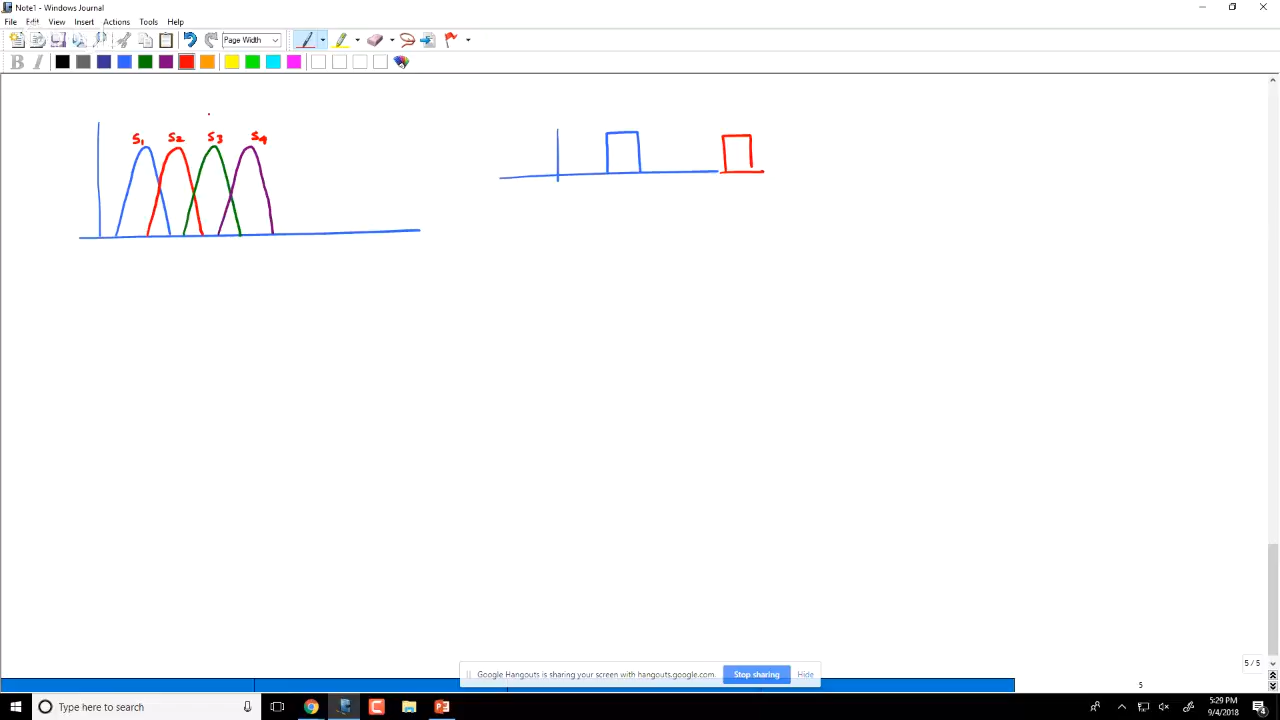 Note1 - Windows Journal
File Edit View Insert Actions Tools Help
Page Width
B I
S1 S2 S3 S4
Google Hangouts is sharing your screen with hangouts.google.com. Stop sharing Hide
5 / 5
5
Type here to search
5:29 PM
9/4/2018
4